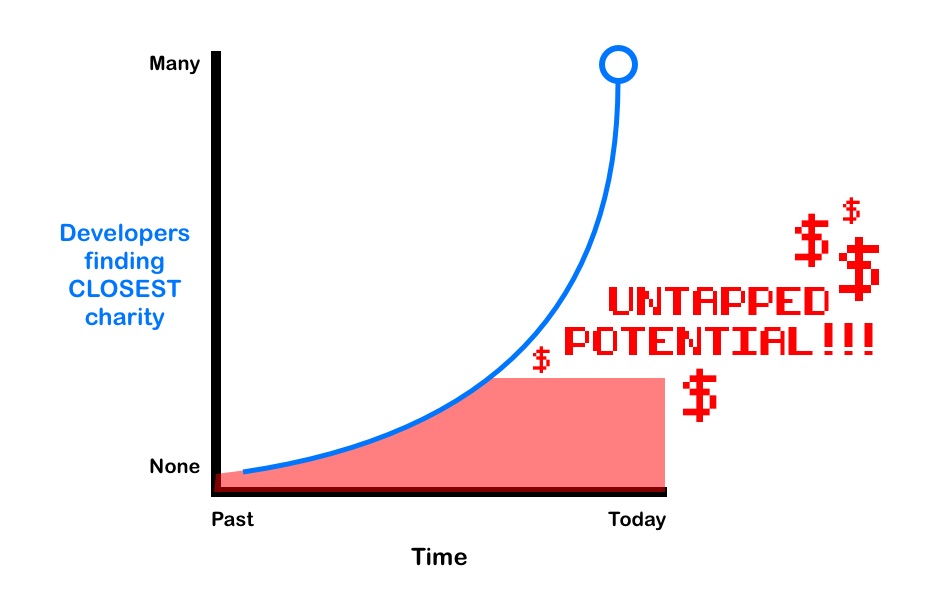 Many
Developers
finding
CLOSEST
charity
$
$
$
UNTAPPED
POTENTIAL!!!
$
$
None
Past
Today
Time